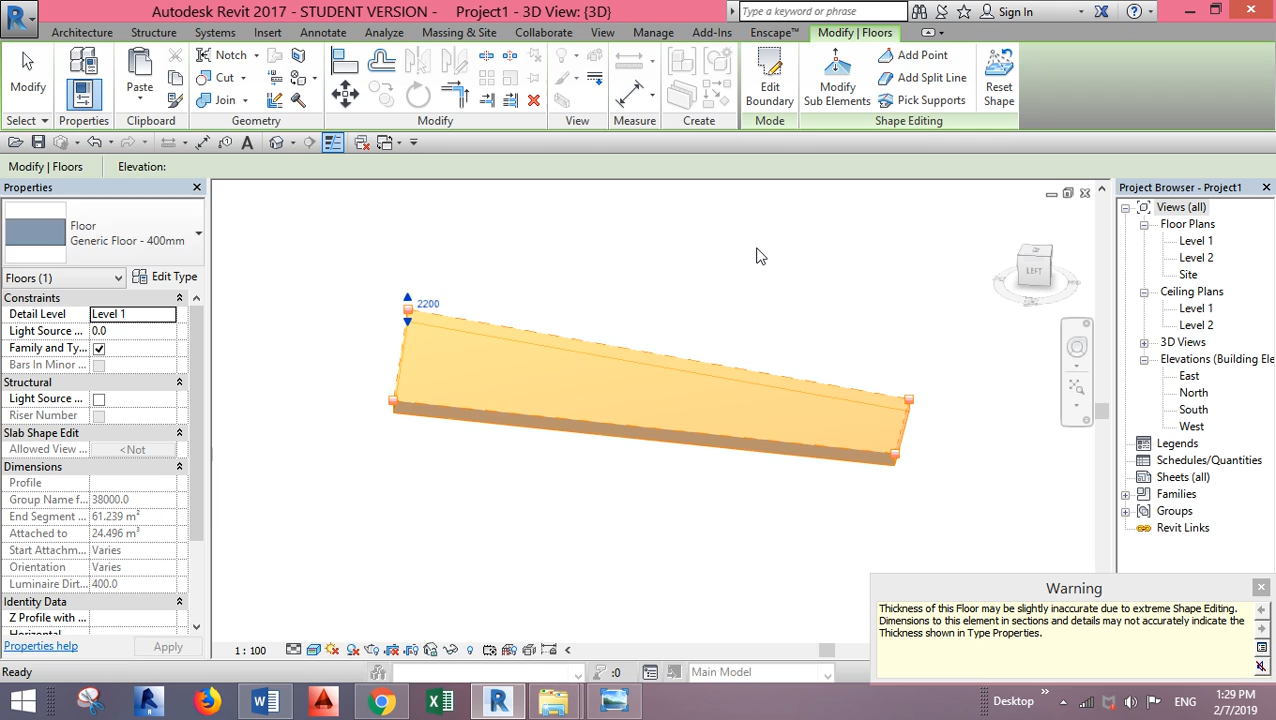 Autodesk Revit 2017 - STUDENT VERSION - Project1 - 3D View: {3D}
Type a keyword or phrase
Sign In
Architecture Structure Systems Insert Annotate Analyze Massing & Site Collaborate View Manage Add-Ins Enscape™ Modify | Floors
Modify
Paste
Notch
Cut
Join
Edit
Boundary
Modify
Sub Elements
Add Point
Add Split Line
Pick Supports
Reset
Shape
Select Properties Clipboard Geometry Modify View Measure Create Mode Shape Editing
Modify | Floors Elevation:
Properties
Floor
Generic Floor - 400mm
Floors (1)
Edit Type
Constraints
Detail Level Level 1
Light Source ... 0.0
Family and Ty...
Bars In Minor ...
Structural
Light Source ...
Riser Number
Slab Shape Edit
Allowed View ... <Not
Dimensions
Profile
Group Name f... 38000.0
End Segment ... 61.239 m²
Attached to 24.496 m³
Start Attachm... Varies
Orientation Varies
Luminaire Dirt... 400.0
Identity Data
Z Profile with ...
Horizontal
Properties help
Apply
2200
LEFT
Project Browser - Project1
Views (all)
Floor Plans
Level 1
Level 2
Site
Ceiling Plans
Level 1
Level 2
3D Views
Elevations (Building Ele
East
North
South
West
Legends
Schedules/Quantities
Sheets (all)
Families
Groups
Revit Links
Warning
Thickness of this Floor may be slightly inaccurate due to extreme Shape Editing.
Dimensions to this element in sections and details may not accurately indicate the
Thickness shown in Type Properties.
1 : 100
Ready
:0
Main Model
Desktop
ENG
1:29 PM
2/7/2019